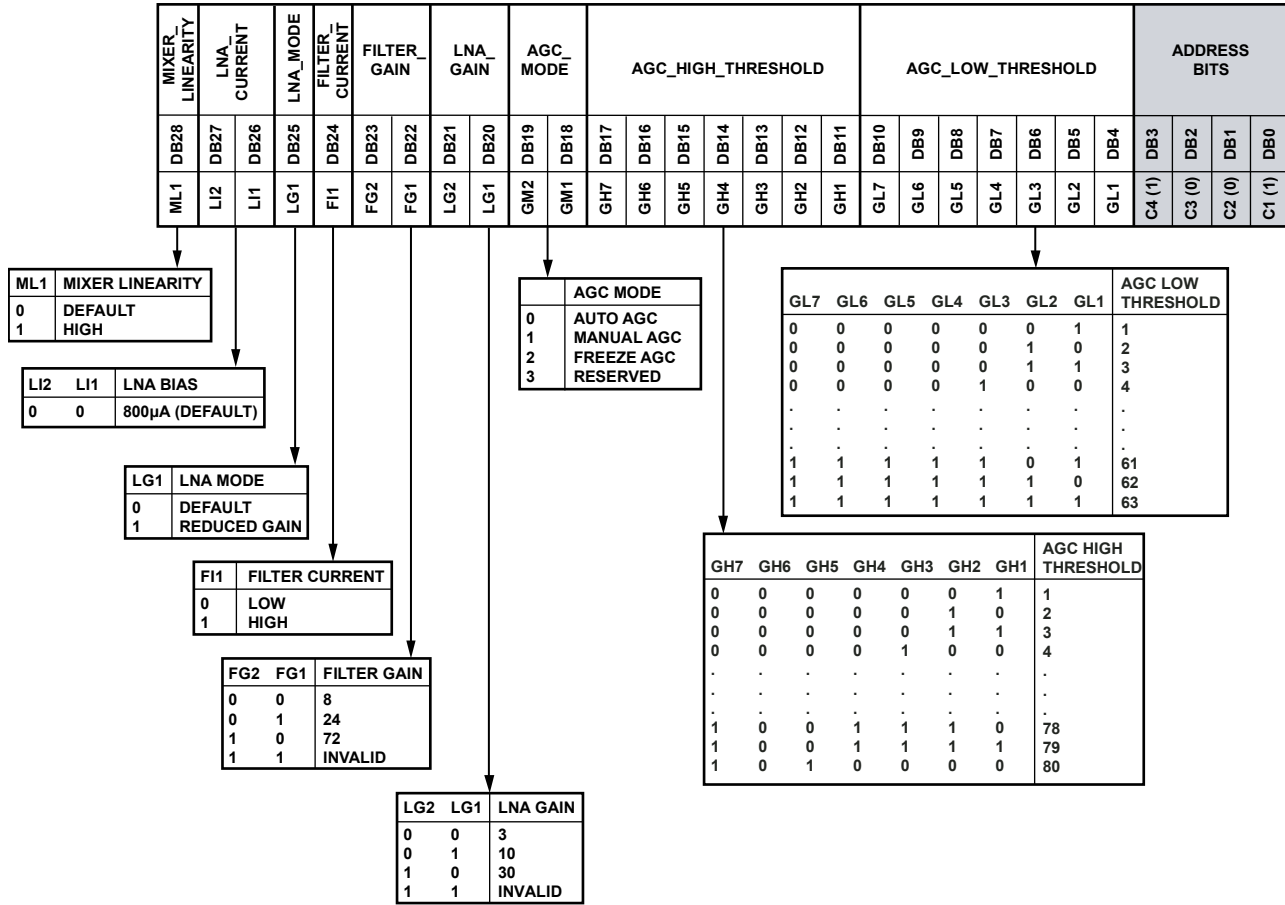 MIXER_ LINEARITY
LNA_ CURRENT
LNA_MODE
FILTER_ CURRENT
FILTER_ GAIN
LNA_ GAIN
AGC_ MODE
AGC_HIGH_THRESHOLD
AGC_LOW_THRESHOLD
ADDRESS BITS
DB28 DB27 DB26 DB25 DB24 DB23 DB22 DB21 DB20 DB19 DB18 DB17 DB16 DB15 DB14 DB13 DB12 DB11 DB10 DB9 DB8 DB7 DB6 DB5 DB4 DB3 DB2 DB1 DB0
ML1 LI2 LI1 LG1 FI1 FG2 FG1 LG2 LG1 GM2 GM1 GH7 GH6 GH5 GH4 GH3 GH2 GH1 GL7 GL6 GL5 GL4 GL3 GL2 GL1 C4 (1) C3 (0) C2 (0) C1 (1)
ML1 MIXER LINEARITY
0 DEFAULT
1 HIGH
LI2 LI1 LNA BIAS
0 0 800µA (DEFAULT)
LG1 LNA MODE
0 DEFAULT
1 REDUCED GAIN
FI1 FILTER CURRENT
0 LOW
1 HIGH
FG2 FG1 FILTER GAIN
0 0 8
0 1 24
1 0 72
1 1 INVALID
LG2 LG1 LNA GAIN
0 0 3
0 1 10
1 0 30
1 1 INVALID
AGC MODE
0 AUTO AGC
1 MANUAL AGC
2 FREEZE AGC
3 RESERVED
GL7 GL6 GL5 GL4 GL3 GL2 GL1 AGC LOW THRESHOLD
0 0 0 0 0 0 1 1
0 0 0 0 0 1 0 2
0 0 0 0 0 1 1 3
0 0 0 0 1 0 0 4
. . . . . . . .
. . . . . . . .
. . . . . . . .
1 1 1 1 1 0 1 61
1 1 1 1 1 1 0 62
1 1 1 1 1 1 1 63
GH7 GH6 GH5 GH4 GH3 GH2 GH1 AGC HIGH THRESHOLD
0 0 0 0 0 0 1 1
0 0 0 0 0 1 0 2
0 0 0 0 0 1 1 3
0 0 0 0 1 0 0 4
. . . . . . . .
. . . . . . . .
. . . . . . . .
1 0 0 1 1 1 0 78
1 0 0 1 1 1 1 79
1 0 1 0 0 0 0 80